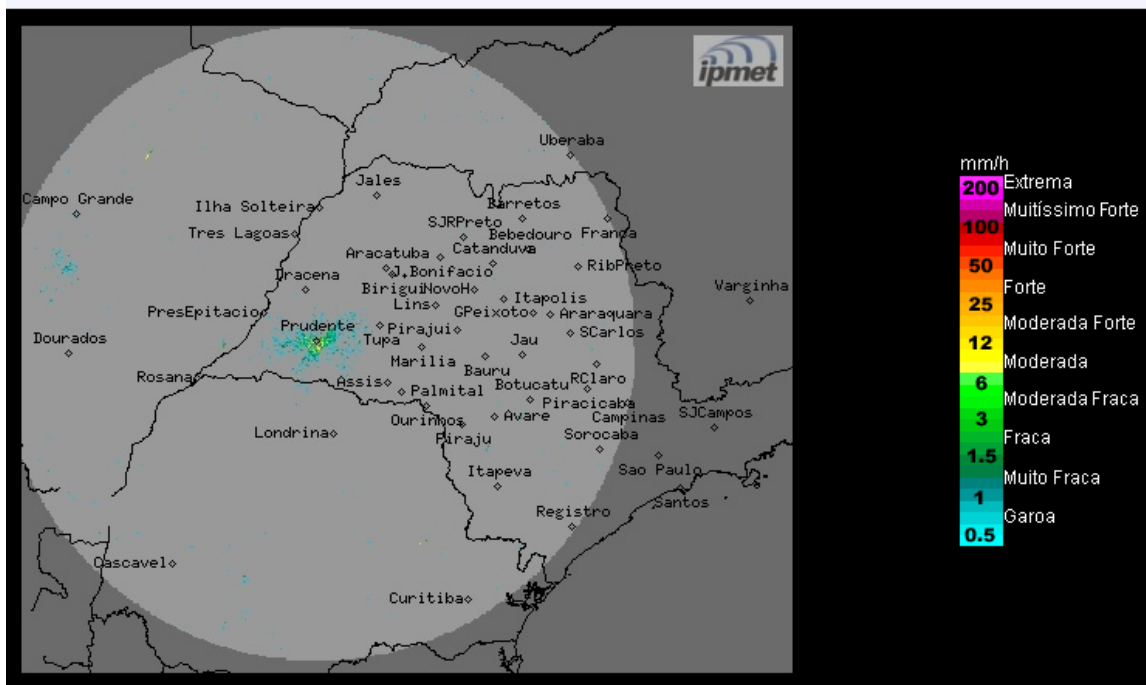 ipmet
Uberaba
mm/h
200 Extrema
Jales
Campo Grande
Ilha Solteira
Barretos
Muitíssimo Forte
100
SJRPreto
Bebedouro
Franca
Tres Lagoas
Catanduva
Muito Forte
Aracatuba
50
J.Bonifacio
RibPreto
Dracena
Forte
Birigui
NovoH
Varginha
Itapolis
25
Lins
PresEpitacio
GPeixoto
Araraquara
Prudente
Pirajui
SCarlos
Moderada Forte
Dourados
Tupa
Jau
12
Marilia
Moderada
Bauru
Rosana
Assis
RClaro
6
Palmital
Botucatu
Moderada Fraca
Piracicaba
SJCampos
Ourinhos
Avare
Campinas
3
Londrina
Piraju
Sorocaba
Fraca
1.5
Itapeva
Sao Paulo
Muito Fraca
Santos
1
Registro
Garoa
0.5
Cascavel
Curitiba